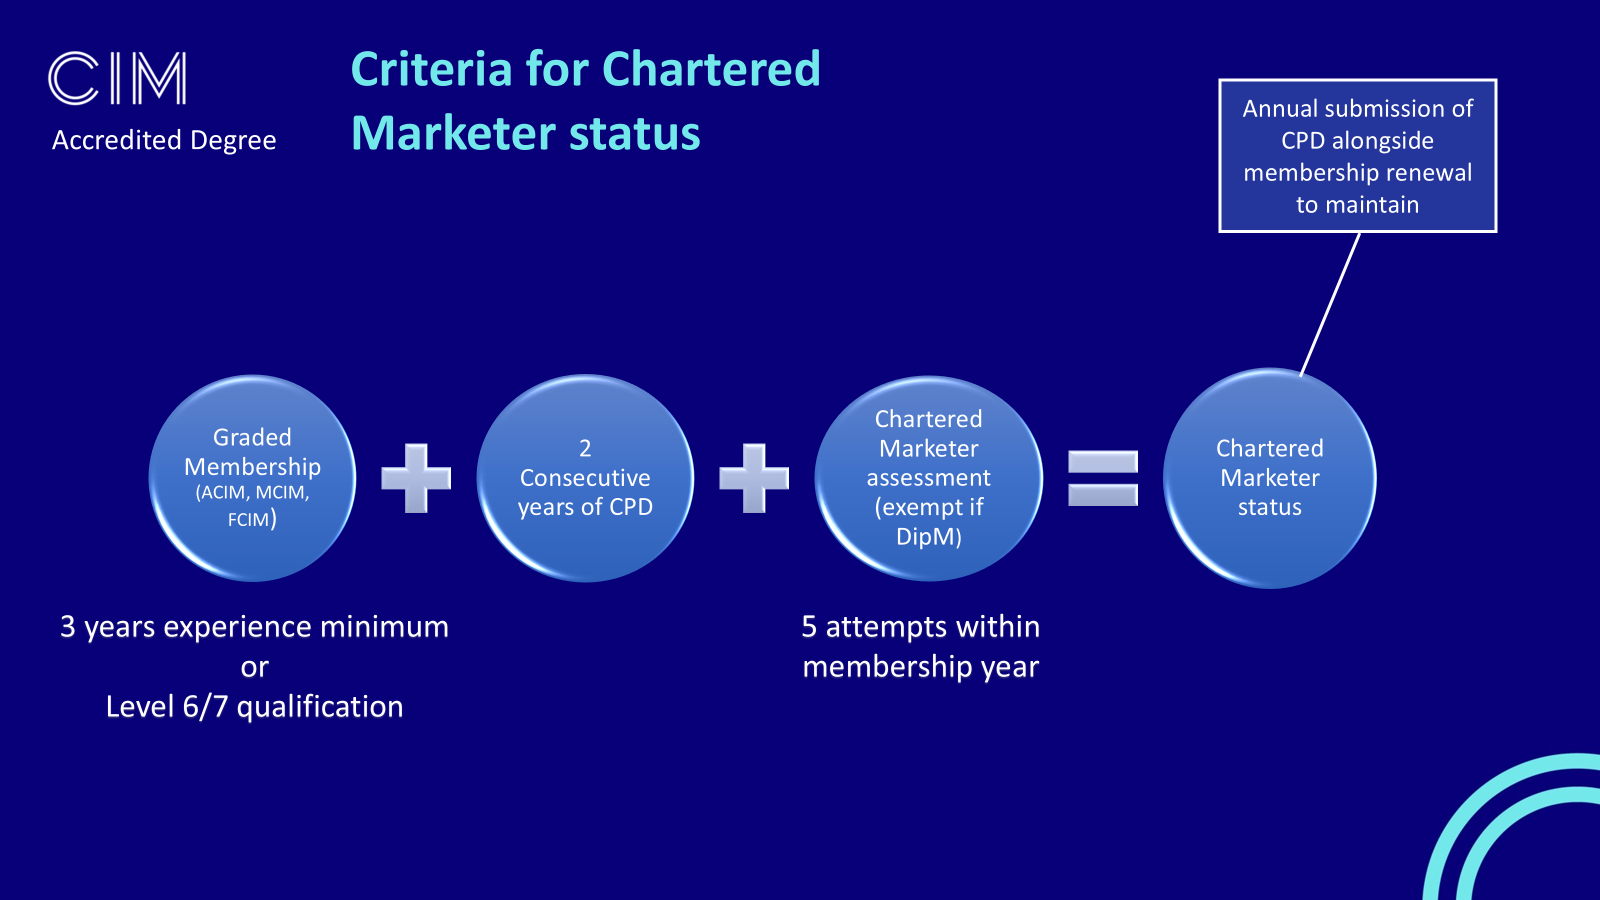 CIM
Accredited Degree
Criteria for Chartered
Marketer status
Annual submission of
CPD alongside
membership renewal
to maintain
Graded
Membership
(ACIM, MCIM,
FCIM)
2
Consecutive
years of CPD
Chartered
Marketer
assessment
(exempt if
DipM)
Chartered
Marketer
status
3 years experience minimum
or
Level 6/7 qualification
5 attempts within
membership year